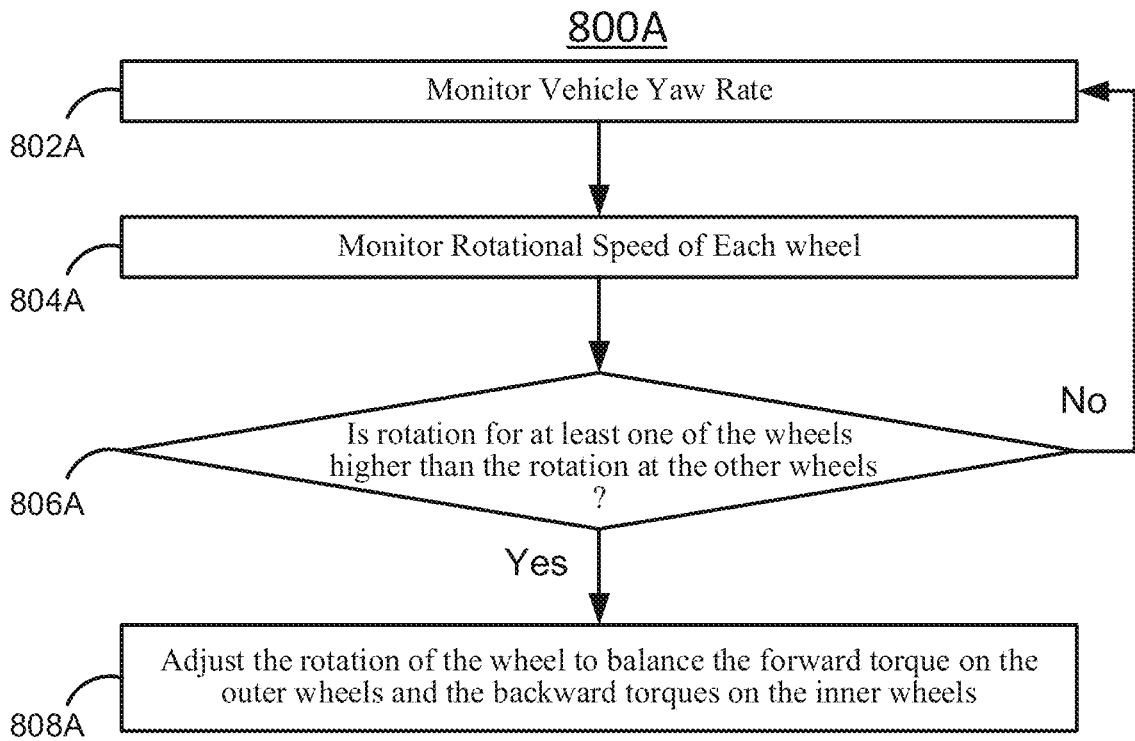 800A
Monitor Vehicle Yaw Rate
802A
Monitor Rotational Speed of Each wheel
804A
No
Is rotation for at least one of the wheels
higher than the rotation at the other wheels
?
806A
Yes
Adjust the rotation of the wheel to balance the forward torque on the
outer wheels and the backward torques on the inner wheels
808A